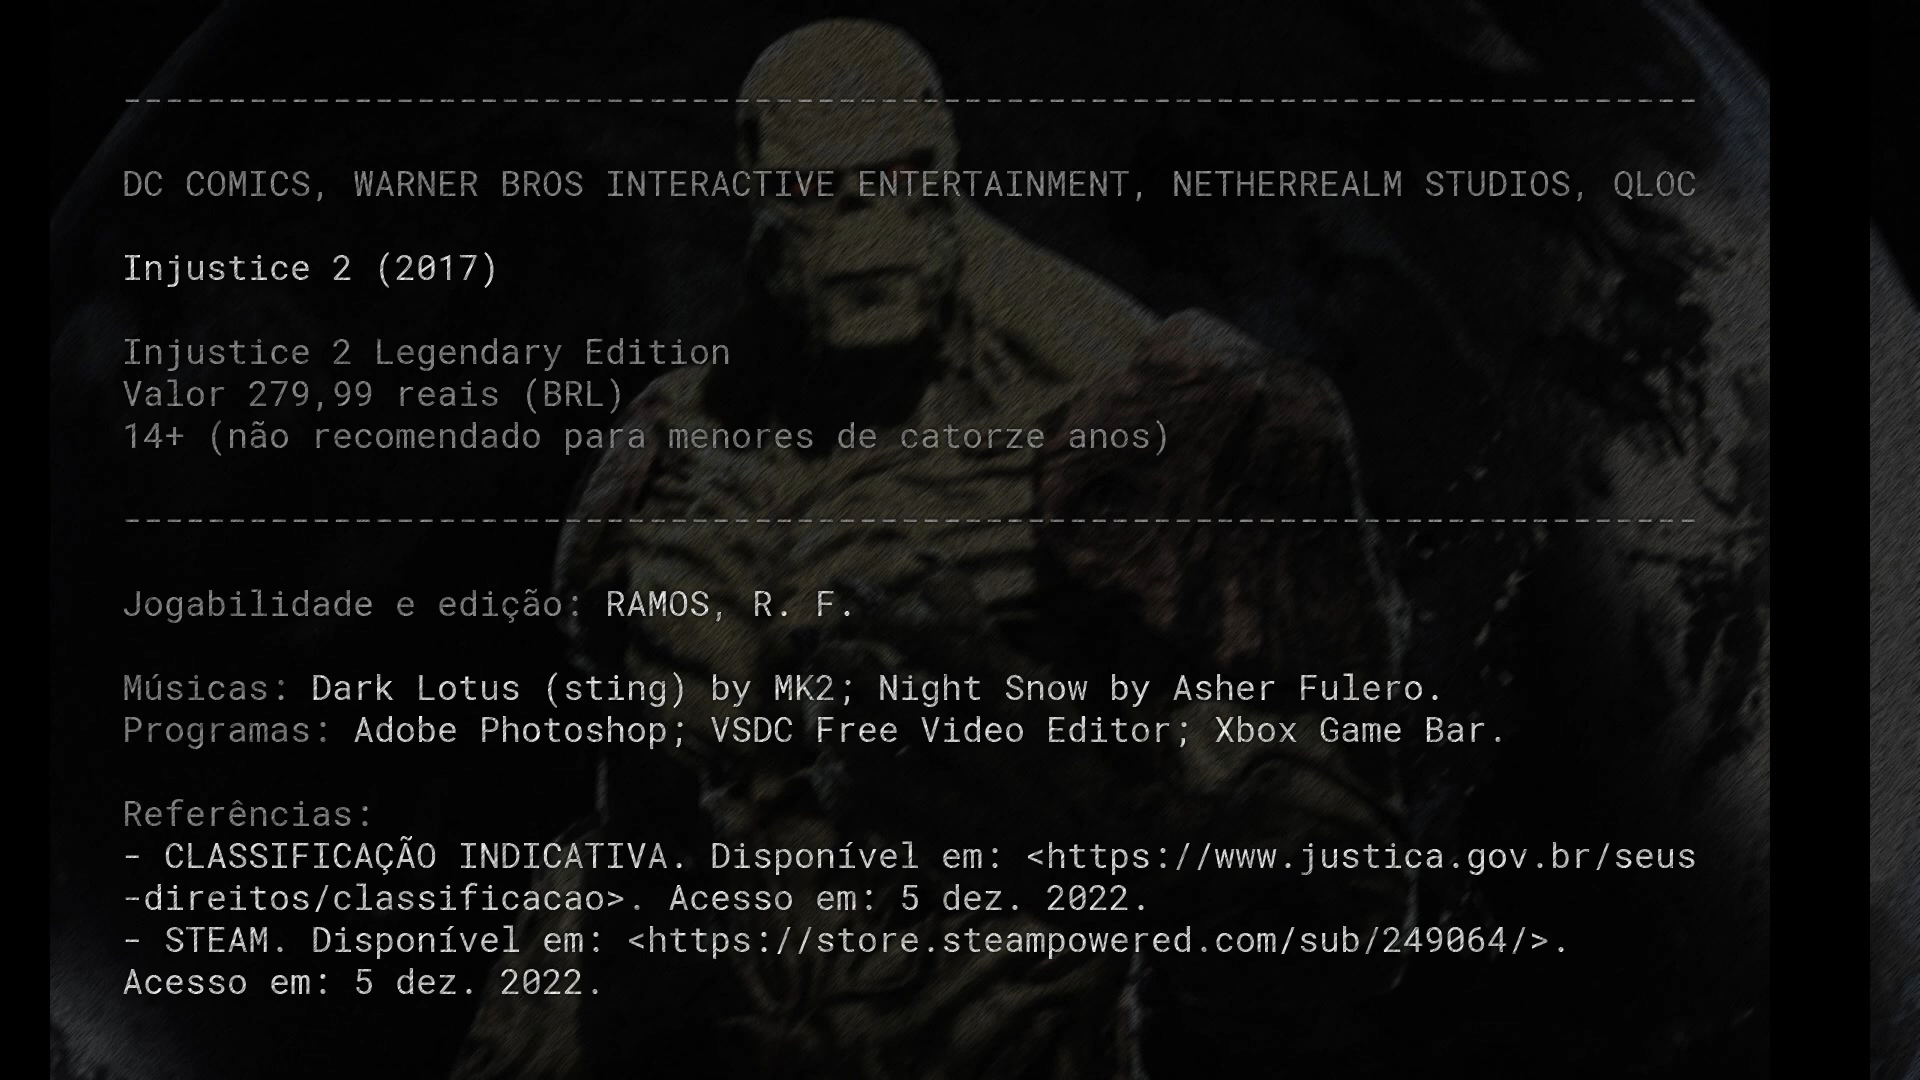 ---------------------------------------------------------------------------
DC COMICS, WARNER BROS INTERACTIVE ENTERTAINMENT, NETHERREALM STUDIOS, QLOC
Injustice 2 (2017)
Injustice 2 Legendary Edition
Valor 279,99 reais (BRL)
14+ (não recomendado para menores de catorze anos)
---------------------------------------------------------------------------
Jogabilidade e edição: RAMOS, R. F.
Músicas: Dark Lotus (sting) by MK2; Night Snow by Asher Fulero.
Programas: Adobe Photoshop; VSDC Free Video Editor; Xbox Game Bar.
Referências:
- CLASSIFICAÇÃO INDICATIVA. Disponível em: <https://www.justica.gov.br/seus
-direitos/classificacao>. Acesso em: 5 dez. 2022.
- STEAM. Disponível em: <https://store.steampowered.com/sub/249064/>.
Acesso em: 5 dez. 2022.